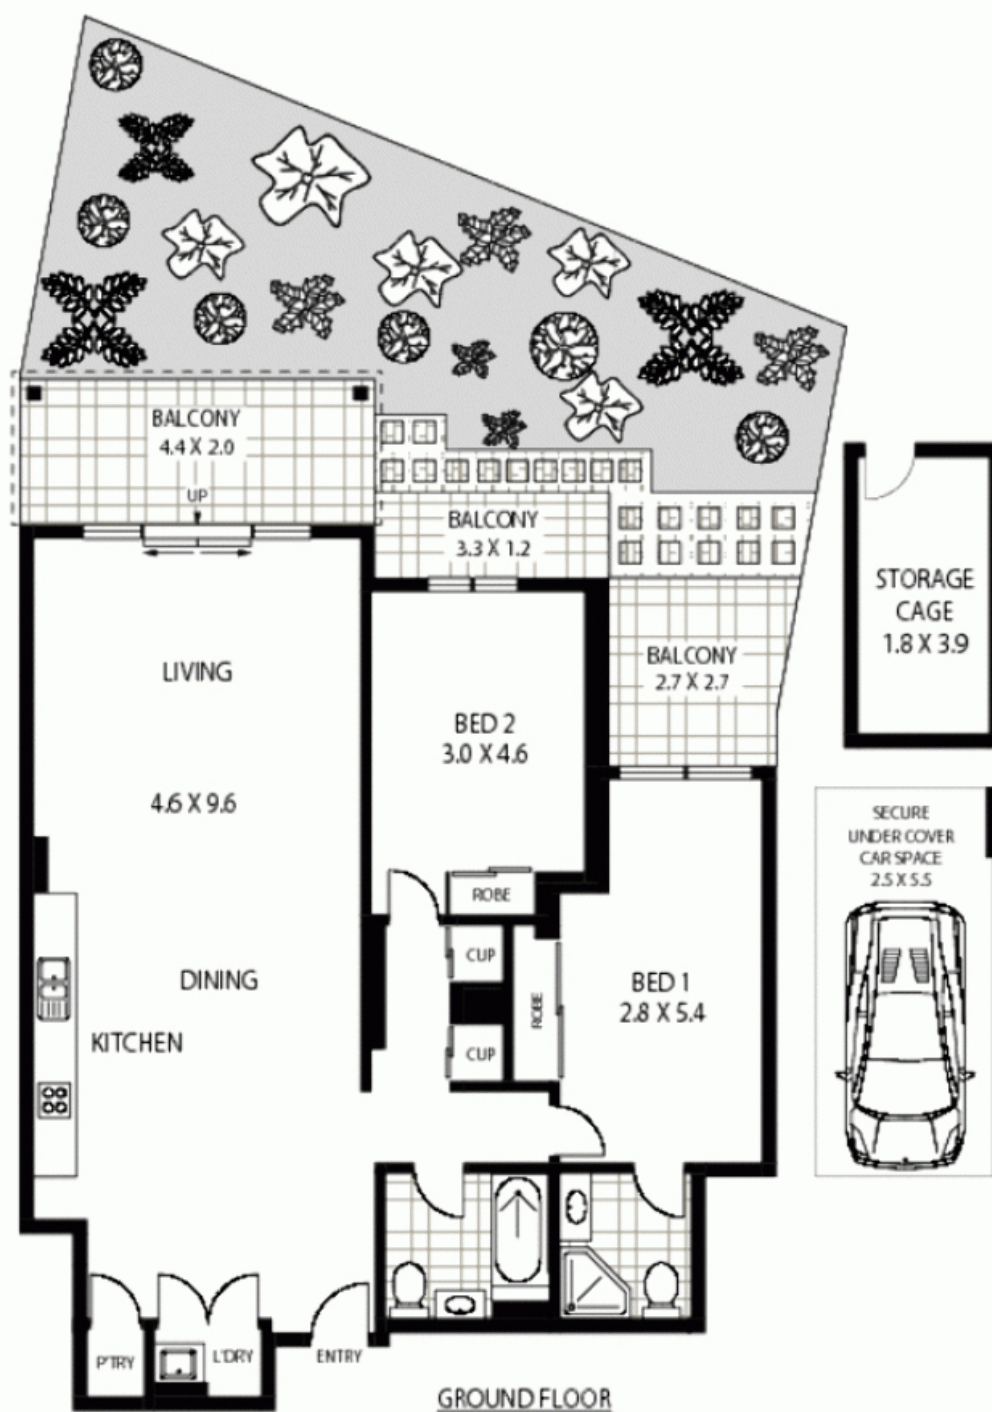 BALCONY
4.4 X 2.0
UP
BALCONY
3.3 X 1.2
STORAGE
CAGE
1.8 X 3.9
LIVING
BALCONY
2.7 X 2.7
BED 2
3.0 X 4.6
4.6 X 9.6
SECURE
UNDER COVER
CAR SPACE
2.5 X 5.5
ROBE
CUP
DINING
BED 1
2.8 X 5.4
ROBE
KITCHEN
CUP
P'TRY
L'DRY
ENTRY
GROUND FLOOR